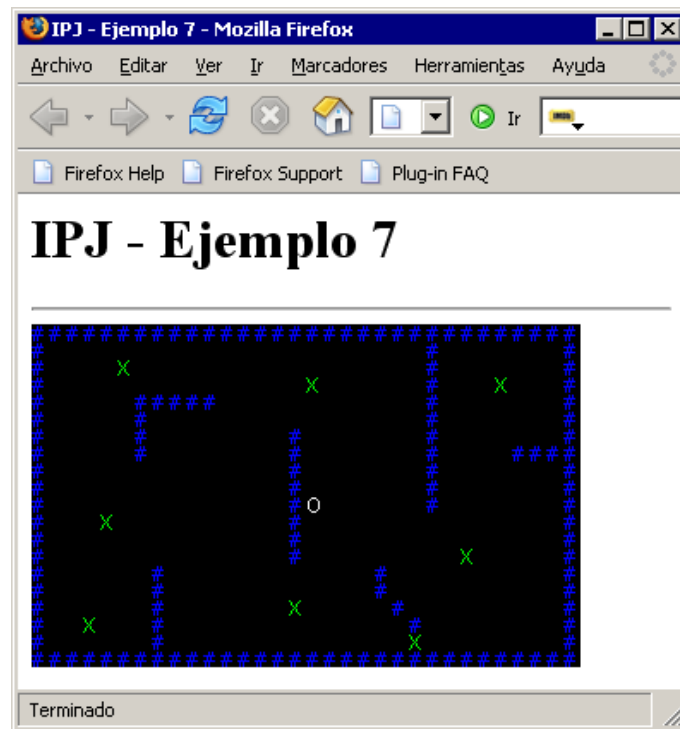 IPJ - Ejemplo 7 - Mozilla Firefox
Archivo Editar Ver Ir Marcadores Herramientas Ayuda
Ir
Firefox Help Firefox Support Plug-in FAQ
IPJ - Ejemplo 7
################################
# # #
# X # #
# X # X #
# ##### # #
# # # #
# # # # #
# # # # ####
# # # #
# # # #
# # O # #
# X # #
# # #
# # X #
# # # #
# # # #
# # X # #
# X # # #
# # X #
################################
Terminado